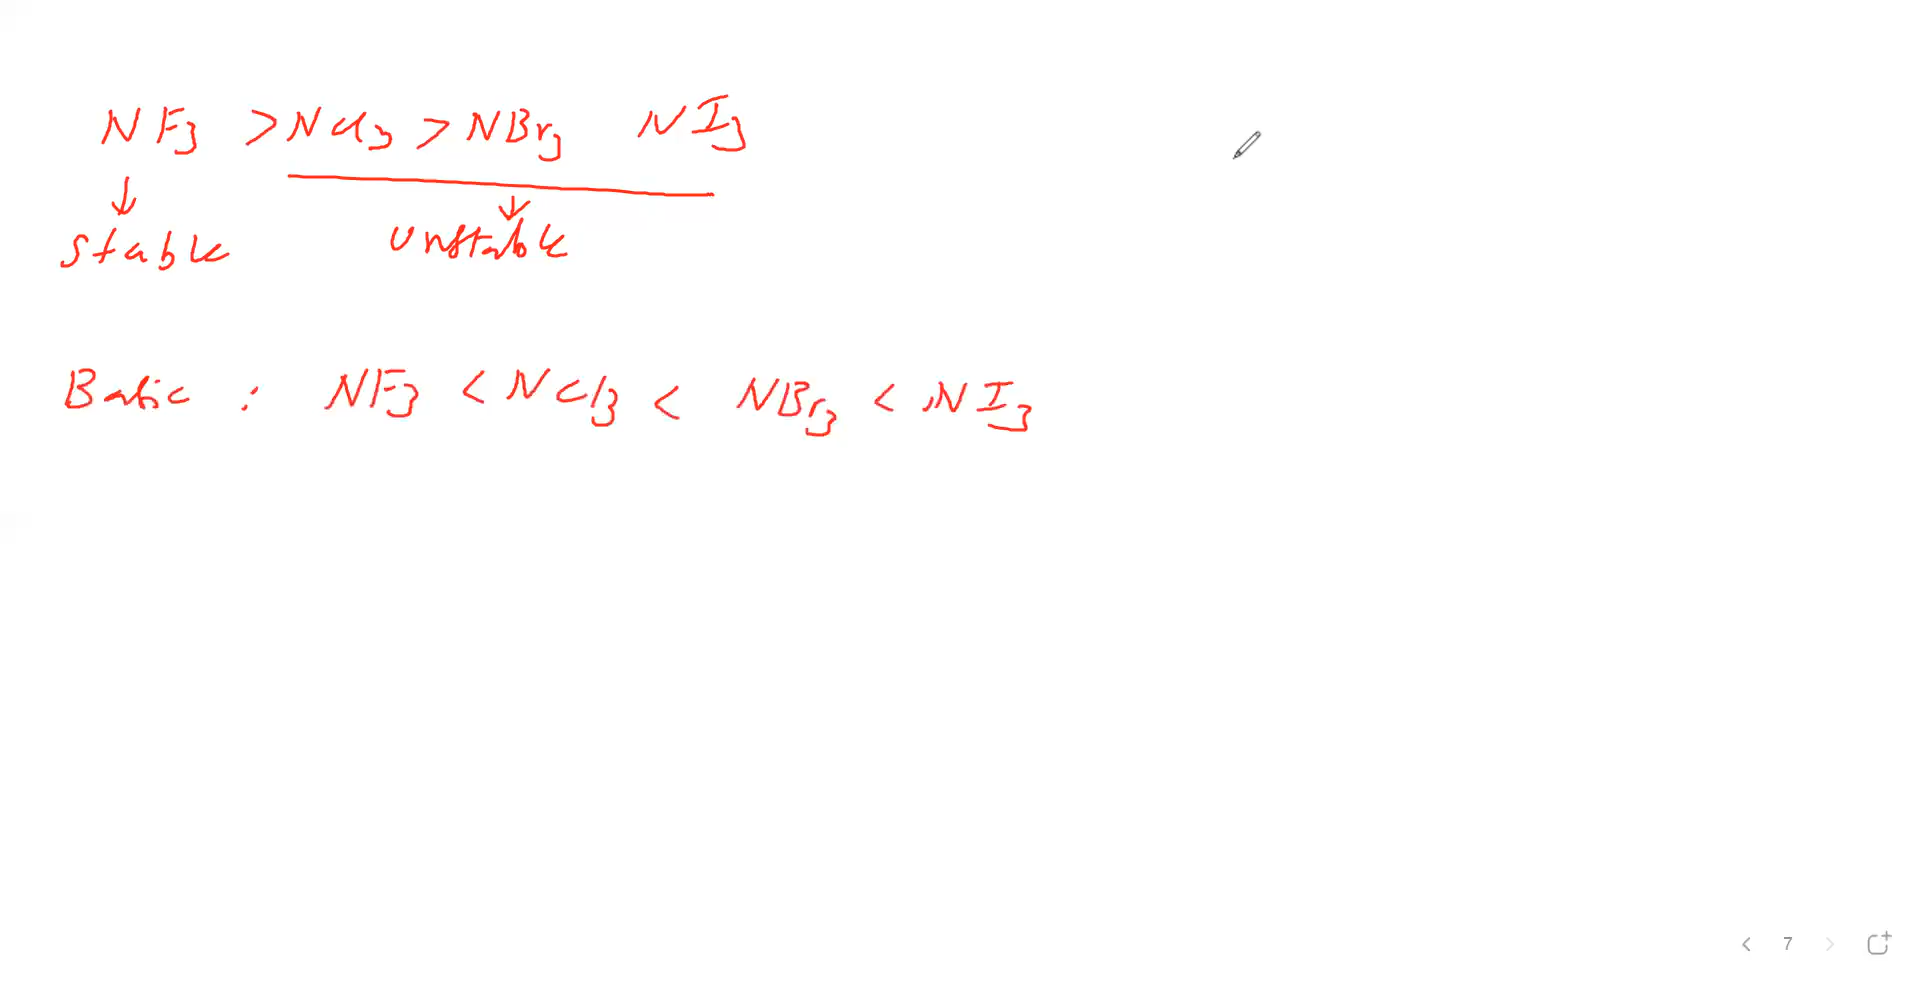 NF3 > NCl3 > NBr3 NI3
↓ ↓
stable unstable
Basic : NF3 < NCl3 < NBr3 < NI3
7